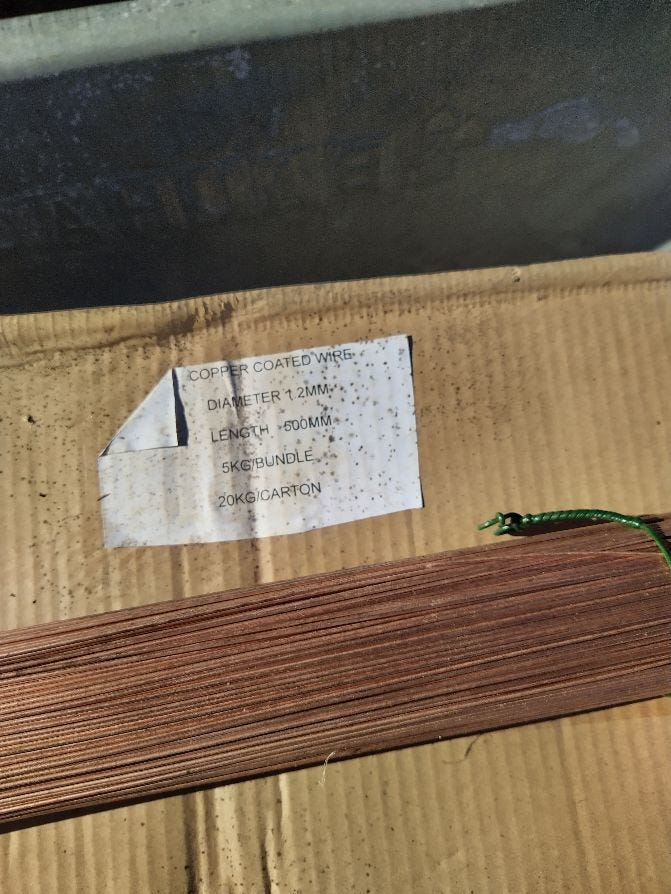 COPPER COATED WIRE
DIAMETER 1.2MM
LENGTH 500MM
5KG/BUNDLE
20KG/CARTON